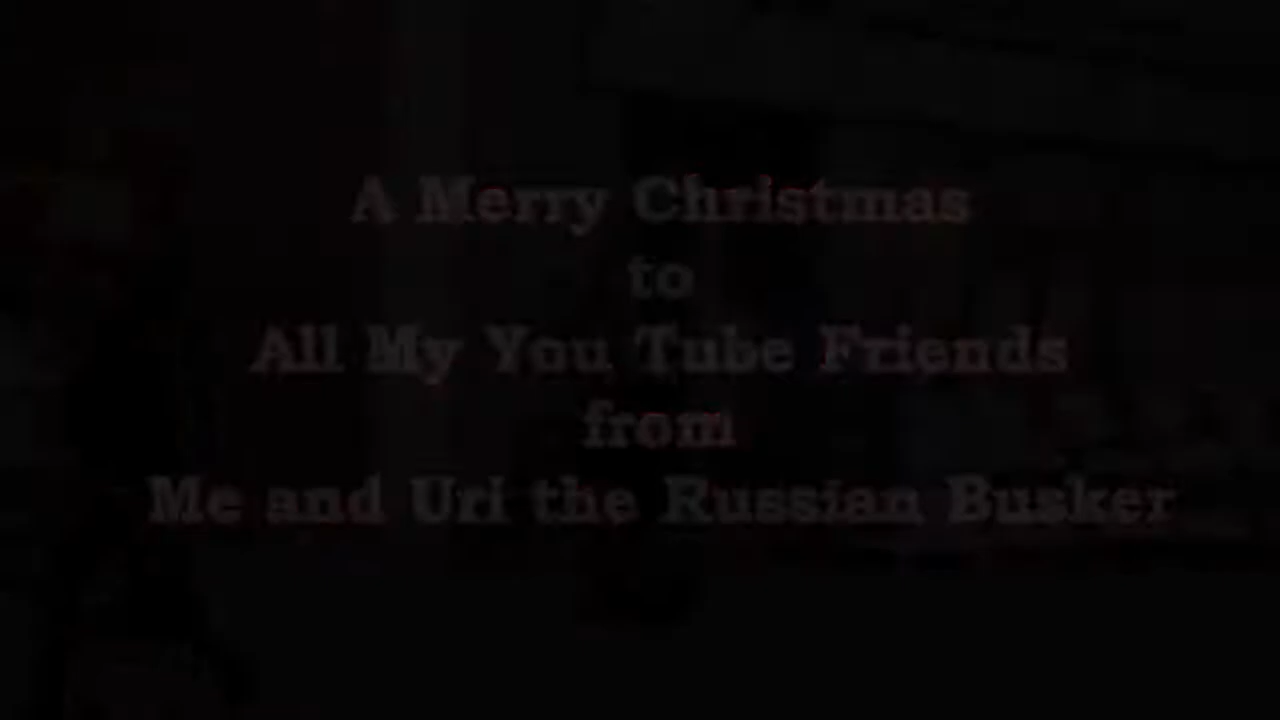 A Merry Christmas
to
All My You Tube Friends
from
Me and Uri the Russian Busker